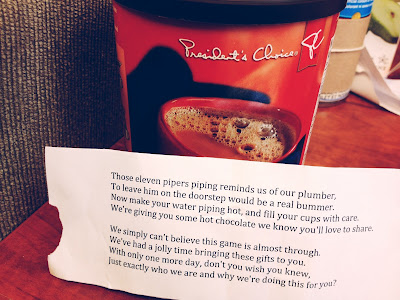 President's Choice
PC
Those eleven pipers piping reminds us of our plumber,
To leave him on the doorstep would be a real bummer.
Now make your water piping hot, and fill your cups with care.
We're giving you some hot chocolate we know you'll love to share.
We simply can't believe this game is almost through.
We've had a jolly time bringing these gifts to you.
With only one more day, don't you wish you knew,
Just exactly who we are and why we're doing this for you?